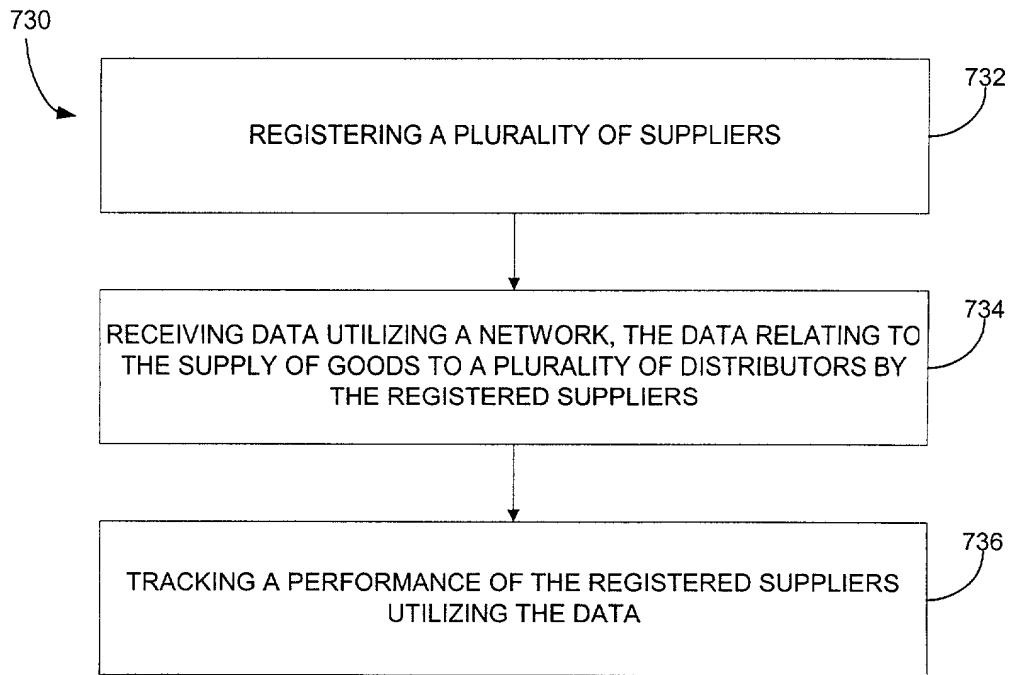 730
732
REGISTERING A PLURALITY OF SUPPLIERS
734
RECEIVING DATA UTILIZING A NETWORK, THE DATA RELATING TO
THE SUPPLY OF GOODS TO A PLURALITY OF DISTRIBUTORS BY
THE REGISTERED SUPPLIERS
736
TRACKING A PERFORMANCE OF THE REGISTERED SUPPLIERS
UTILIZING THE DATA